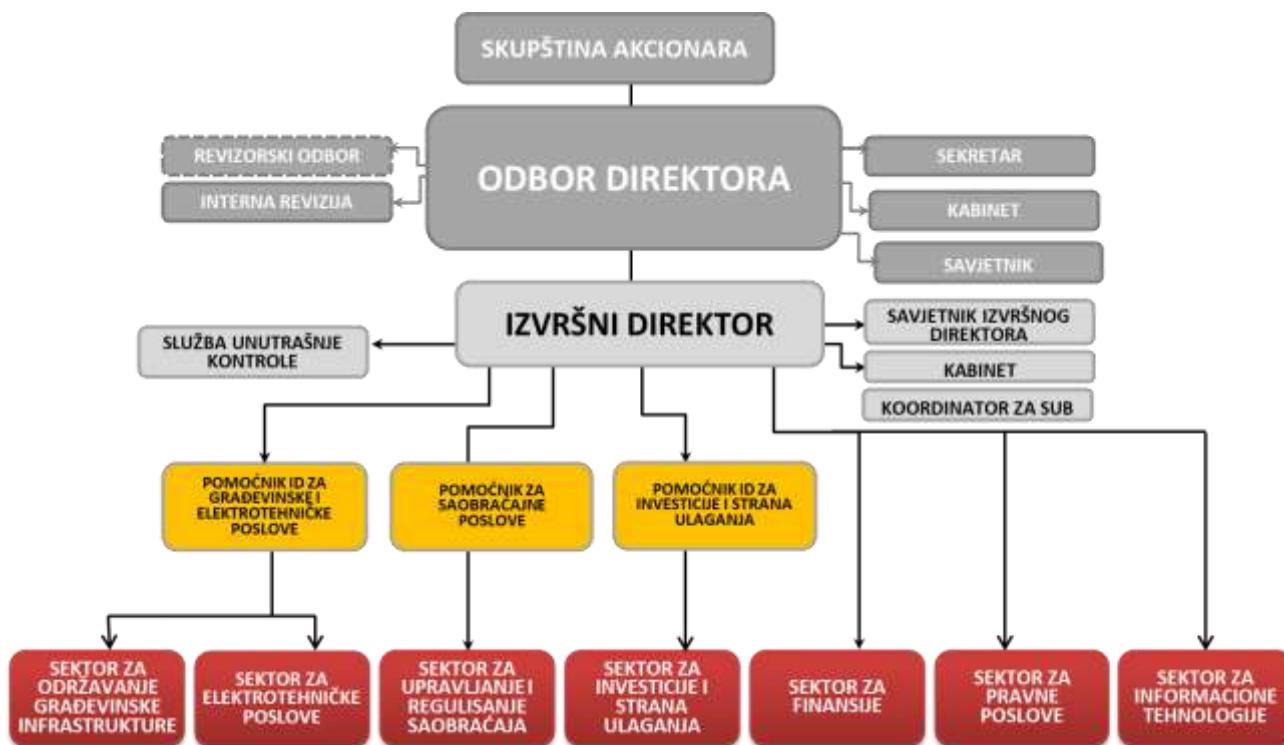 SKUPŠTINA AKCIONARA
REVIZORSKI ODBOR
INTERNA REVIZIJA
ODBOR DIREKTORA
SEKRETAR
KABINET
SAVJETNIK
IZVRŠNI DIREKTOR
SLUŽBA UNUTRAŠNJE
KONTROLE
SAVJETNIK IZVRŠNOG
DIREKTORA
KABINET
KOORDINATOR ZA SUB
POMOĆNIK ID ZA
GRAĐEVINSKE I
ELEKTROTEHNIČKE
POSLOVE
POMOĆNIK ZA
SAOBRAĆAJNE
POSLOVE
POMOĆNIK ID ZA
INVESTICIJE I STRANA
ULAGANJA
SEKTOR ZA
ODRŽAVANJE
GRAĐEVINSKE
INFRASTRUKTURE
SEKTOR ZA
ELEKTROTEHNIČKE
POSLOVE
SEKTOR ZA
UPRAVLJANJE I
REGULISANJE
SAOBRAĆAJA
SEKTOR ZA
INVESTICIJE I
STRANA
ULAGANJA
SEKTOR ZA
FINANSIJE
SEKTOR ZA
PRAVNE
POSLOVE
SEKTOR ZA
INFORMACIONE
TEHNOLOGIJE